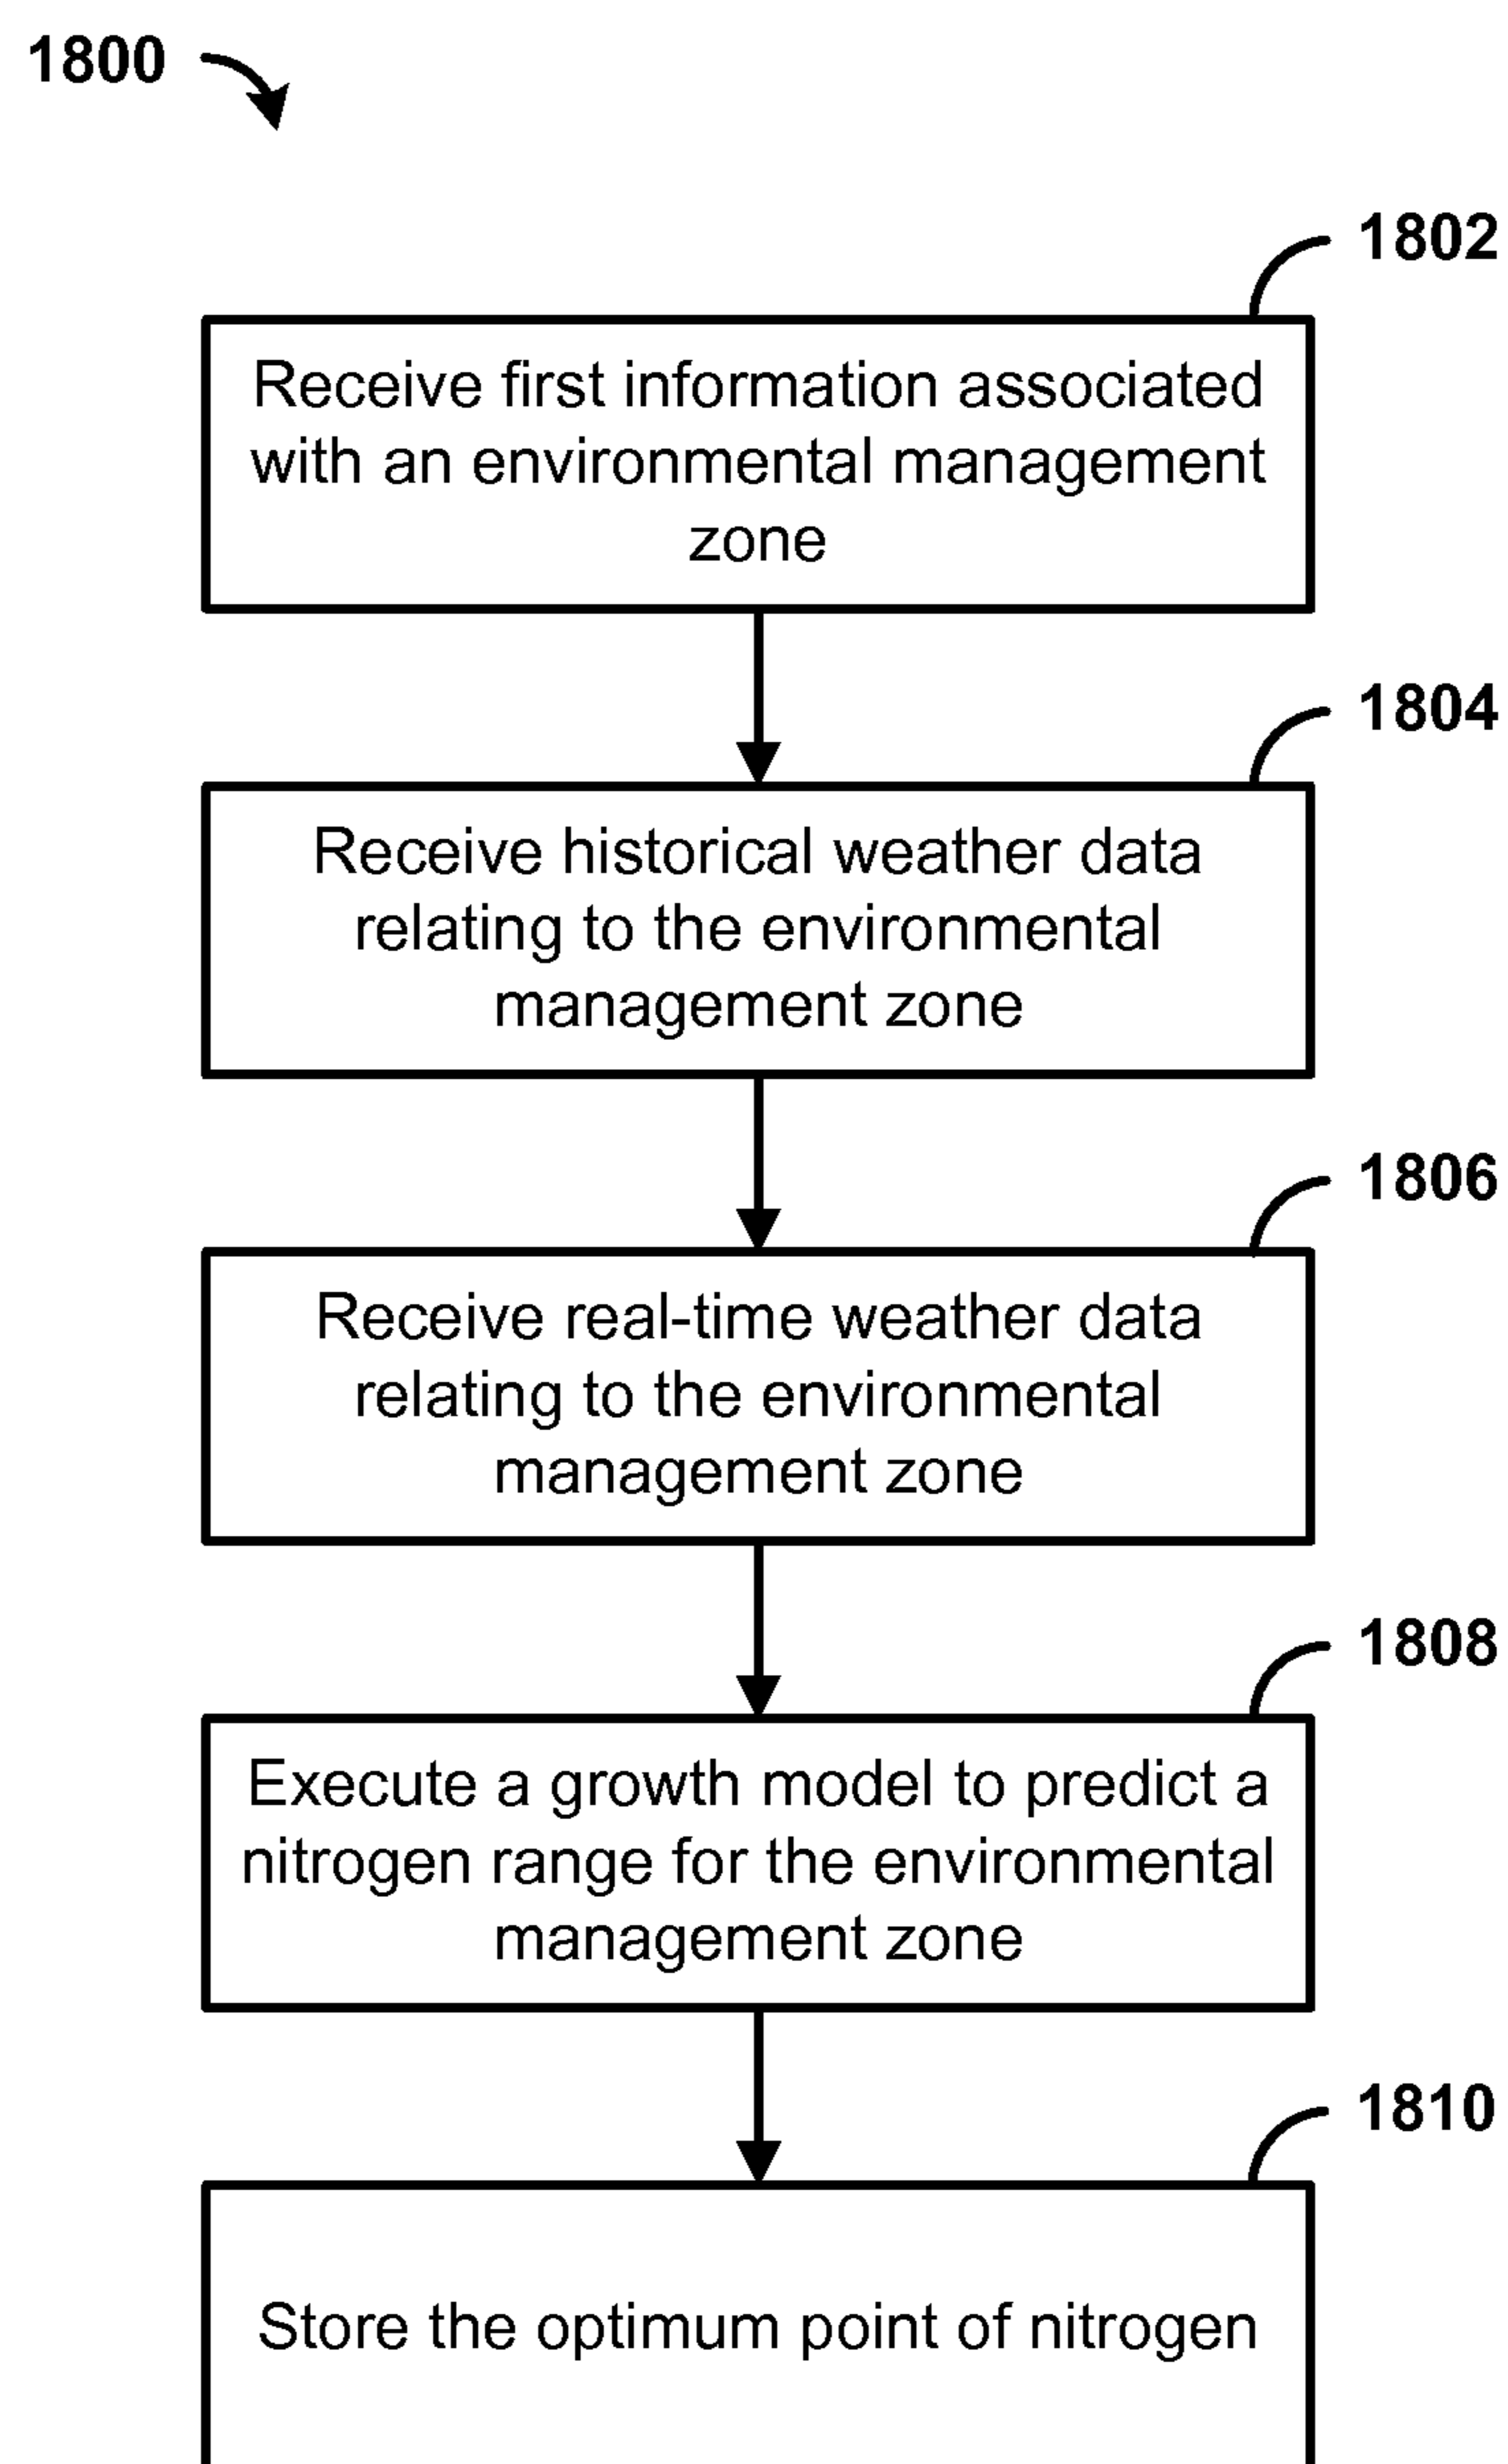 1800
1802
Receive first information associated
with an environmental management
zone
1804
Receive historical weather data
relating to the environmental
management zone
1806
Receive real-time weather data
relating to the environmental
management zone
1808
Execute a growth model to predict a
nitrogen range for the environmental
management zone
1810
Store the optimum point of nitrogen